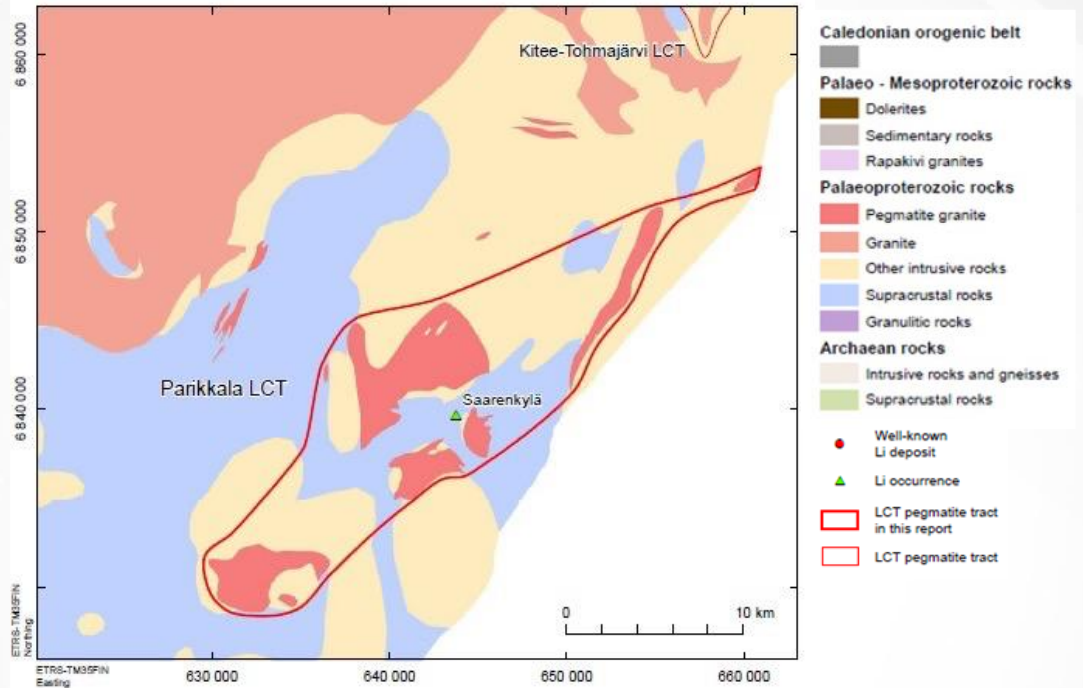 6 860 000
6 850 000
6 840 000
Kitee-Tohmajärvi LCT
Parikkala LCT
Saarenkylä
0
10 km
ETRS-TM35FIN
Northing
ETRS-TM35FIN
Easting
630 000
640 000
650 000
660 000
Caledonian orogenic belt
Palaeo - Mesoproterozoic rocks
Dolerites
Sedimentary rocks
Rapakivi granites
Palaeoproterozoic rocks
Pegmatite granite
Granite
Other intrusive rocks
Supracrustal rocks
Granulitic rocks
Archaean rocks
Intrusive rocks and gneisses
Supracrustal rocks
Well-known
Li deposit
Li occurrence
LCT pegmatite tract
in this report
LCT pegmatite tract